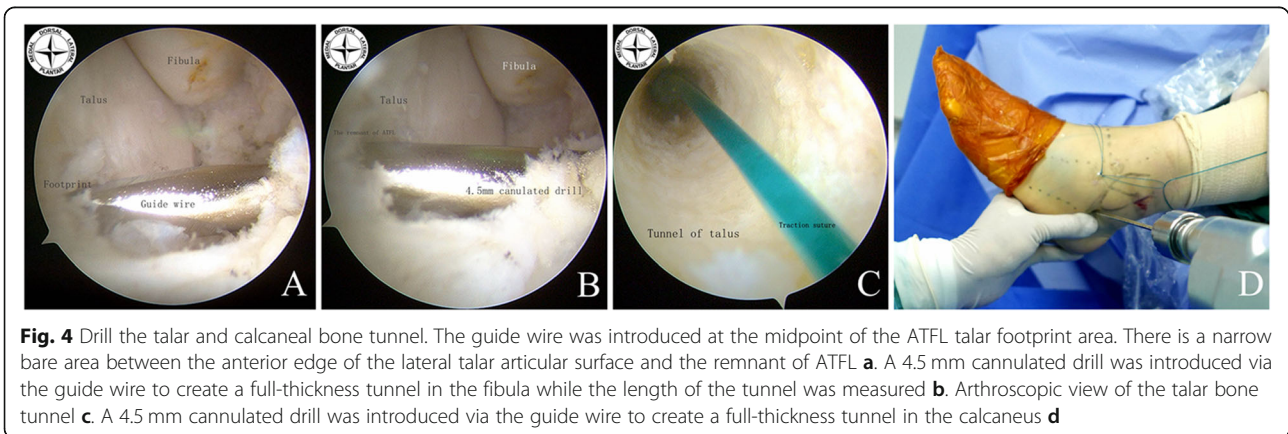 MEDIAL DORSAL LATERAL PLANTAR
Fibula
Talus
Footprint
Guide wire
A
MEDIAL DORSAL LATERAL PLANTAR
Fibula
Talus
The remnant of ATFL
4.5mm canulated drill
B
MEDIAL DORSAL LATERAL PLANTAR
Tunnel of talus
Traction suture
C
D
Fig. 4 Drill the talar and calcaneal bone tunnel. The guide wire was introduced at the midpoint of the ATFL talar footprint area. There is a narrow
bare area between the anterior edge of the lateral talar articular surface and the remnant of ATFL a. A 4.5 mm cannulated drill was introduced via
the guide wire to create a full-thickness tunnel in the fibula while the length of the tunnel was measured b. Arthroscopic view of the talar bone
tunnel c. A 4.5 mm cannulated drill was introduced via the guide wire to create a full-thickness tunnel in the calcaneus d